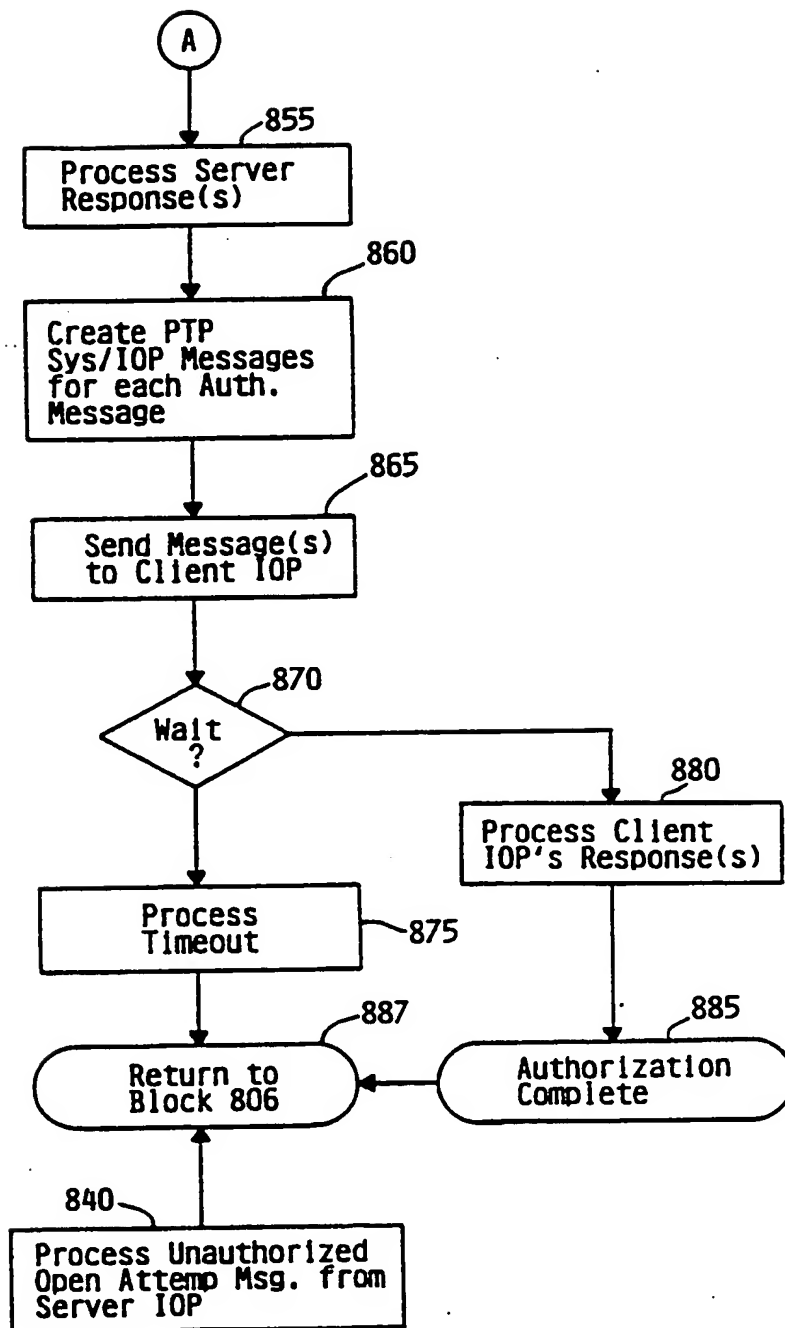 A
855
Process Server
Response(s)
860
Create PTP
Sys/IOP Messages
for each Auth.
Message
865
Send Message(s)
to Client IOP
870
Wait
?
880
Process Client
IOP's Response(s)
Process
Timeout
875
887
Return to
Block 806
885
Authorization
Complete
840
Process Unauthorized
Open Attemp Msg. from
Server IOP